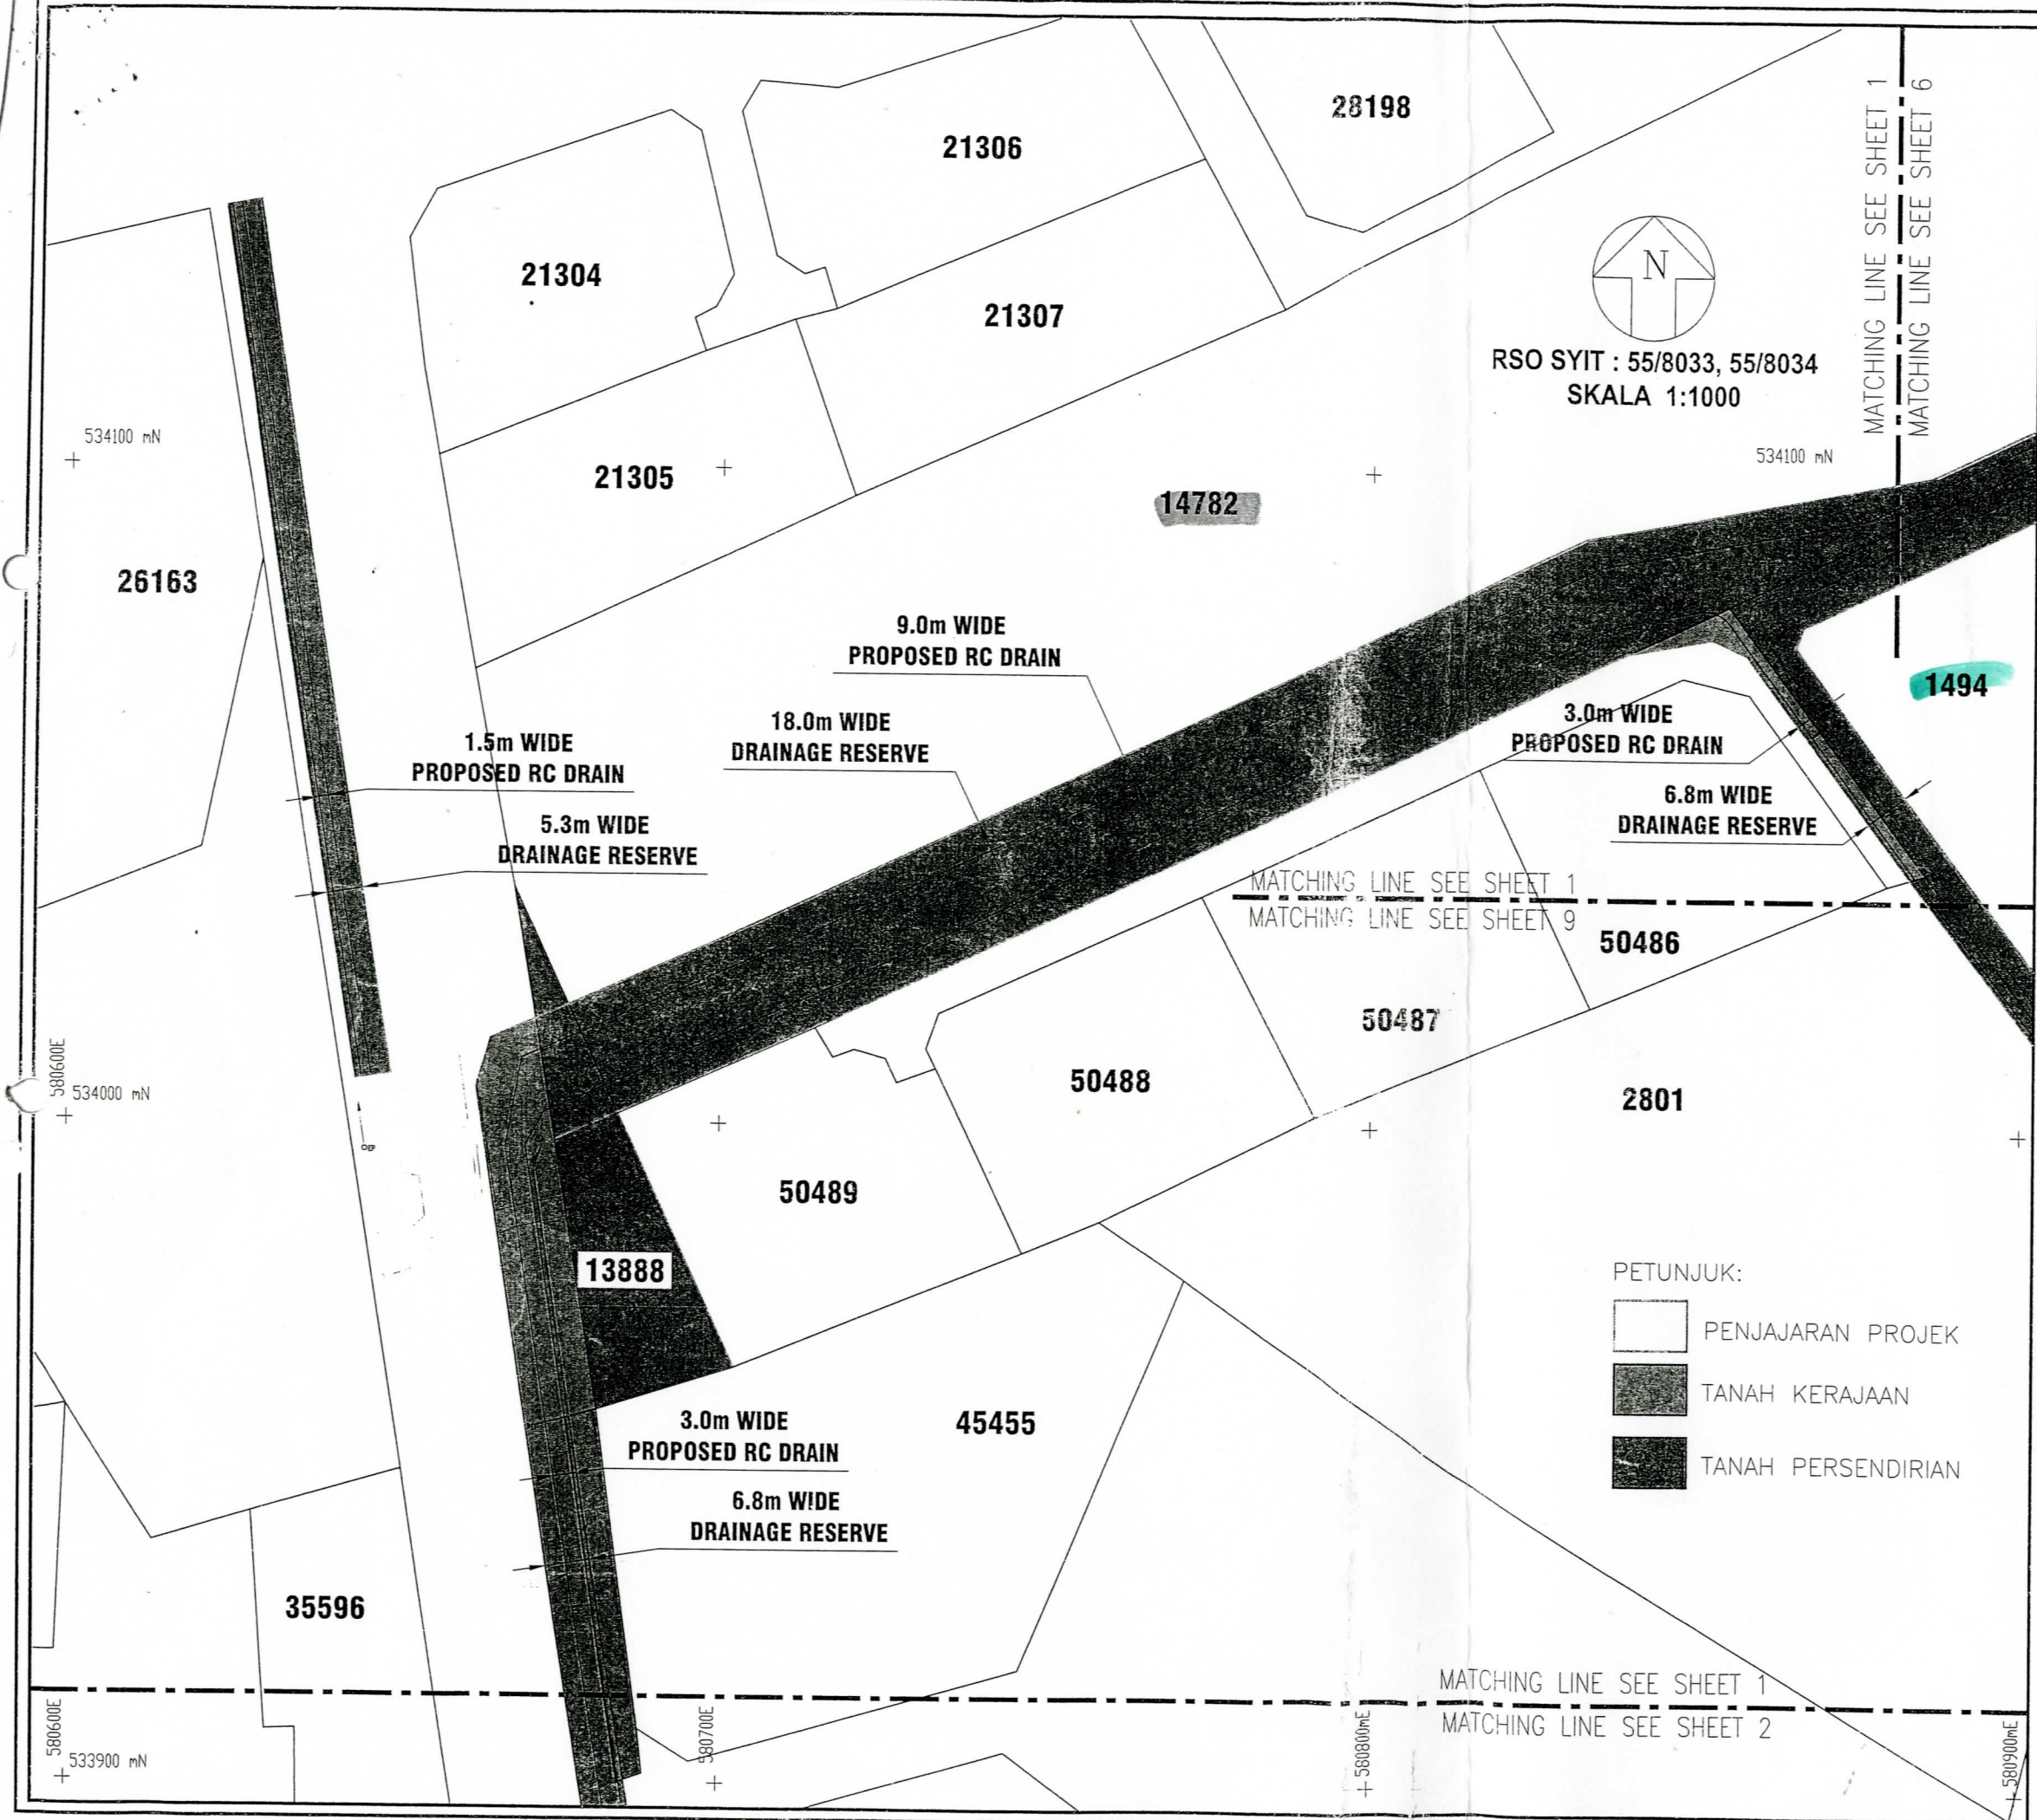 28198
21306
MATCHING LINE SEE SHEET 1
MATCHING LINE SEE SHEET 6
21304
21307
N
RSO SYIT : 55/8033, 55/8034
SKALA 1:1000
534100 mN
534100 mN
21305
14782
26163
9.0m WIDE
PROPOSED RC DRAIN
1494
18.0m WIDE
DRAINAGE RESERVE
3.0m WIDE
PROPOSED RC DRAIN
1.5m WIDE
PROPOSED RC DRAIN
6.8m WIDE
DRAINAGE RESERVE
5.3m WIDE
DRAINAGE RESERVE
MATCHING LINE SEE SHEET 1
MATCHING LINE SEE SHEET 9
50486
50487
580600E
534000 mN
50488
2801
50489
13888
PETUNJUK:
PENJAJARAN PROJEK
TANAH KERAJAAN
TANAH PERSENDIRIAN
3.0m WIDE
PROPOSED RC DRAIN
45455
6.8m WIDE
DRAINAGE RESERVE
35596
MATCHING LINE SEE SHEET 1
MATCHING LINE SEE SHEET 2
580600E
533900 mN
580700E
580800mE
580900mE